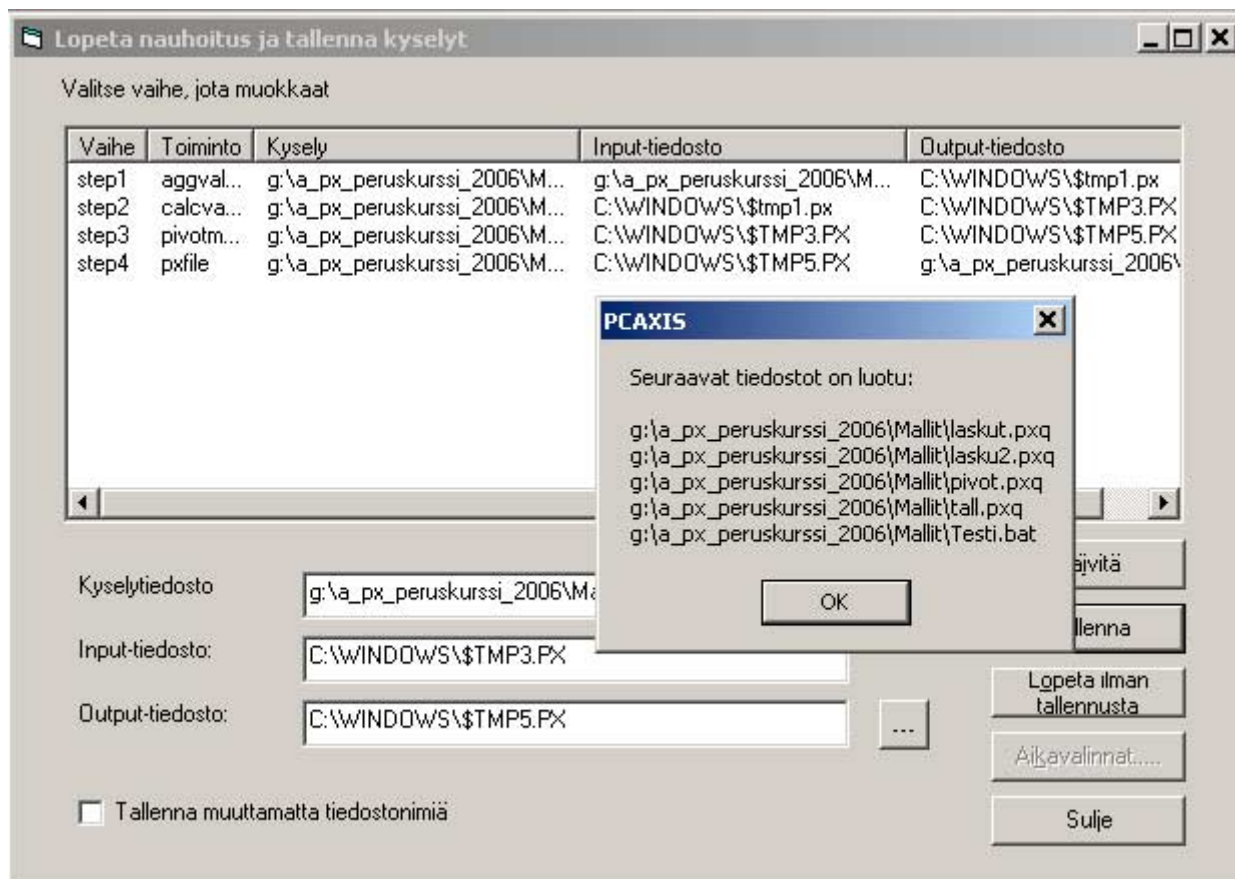 Lopeta nauhoitus ja tallenna kyselyt
Valitse vaihe, jota muokkaat
Vaihe Toiminto Kysely Input-tiedosto Output-tiedosto
step1 aggval... g:\a_px_peruskurssi_2006\M... g:\a_px_peruskurssi_2006\M... C:\WINDOWS\$tmp1.px
step2 calcva... g:\a_px_peruskurssi_2006\M... C:\WINDOWS\$tmp1.px C:\WINDOWS\$TMP3.PX
step3 pivotm... g:\a_px_peruskurssi_2006\M... C:\WINDOWS\$TMP3.PX C:\WINDOWS\$TMP5.PX
step4 pxfile g:\a_px_peruskurssi_2006\M... C:\WINDOWS\$TMP5.PX g:\a_px_peruskurssi_2006\
PCAXIS
Seuraavat tiedostot on luotu:
g:\a_px_peruskurssi_2006\Mallit\laskut.pxq
g:\a_px_peruskurssi_2006\Mallit\lasku2.pxq
g:\a_px_peruskurssi_2006\Mallit\pivot.pxq
g:\a_px_peruskurssi_2006\Mallit\tall.pxq
g:\a_px_peruskurssi_2006\Mallit\Testi.bat
OK
Kyselytiedosto g:\a_px_peruskurssi_2006\Ma
äjvitä
Input-tiedosto: C:\WINDOWS\$TMP3.PX
llenna
Output-tiedosto: C:\WINDOWS\$TMP5.PX ...
Lopeta ilman
tallennusta
Aikavalinnat.....
Tallenna muuttamatta tiedostonimiä
Sulje